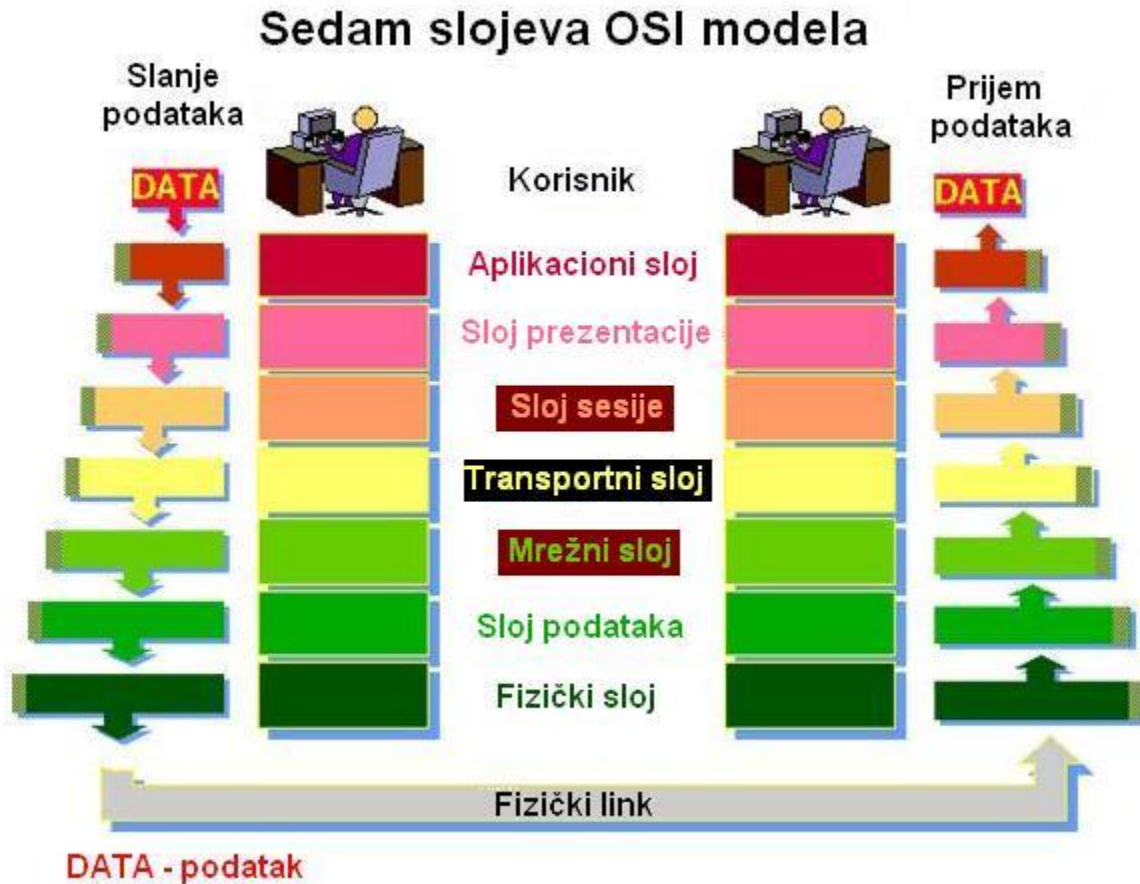 Sedam slojeva OSI modela
Slanje
podataka
Prijem
podataka
DATA
Korisnik
DATA
Aplikacioni sloj
Sloj prezentacije
Sloj sesije
Transportni sloj
Mrežni sloj
Sloj podataka
Fizički sloj
Fizički link
DATA - podatak